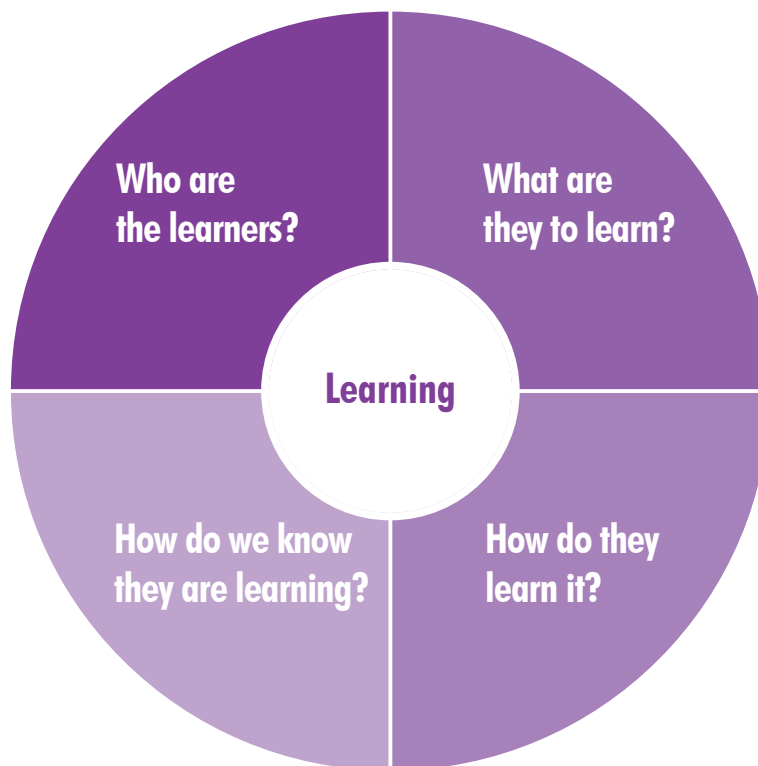 Who are
the learners?
What are
they to learn?
Learning
How do we know
they are learning?
How do they
learn it?